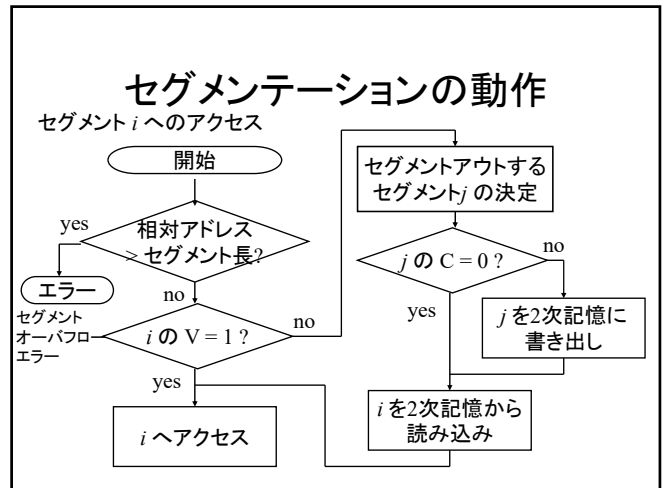 セグメンテーションの動作
セグメント i へのアクセス
開始
yes
相対アドレス
> セグメント長?
エラー
セグメント
オーバフロー
エラー
no
i の V = 1 ?
no
yes
i へアクセス
セグメントアウトする
セグメントj の決定
j の C = 0 ?
no
yes
j を2次記憶に
書き出し
i を2次記憶から
読み込み